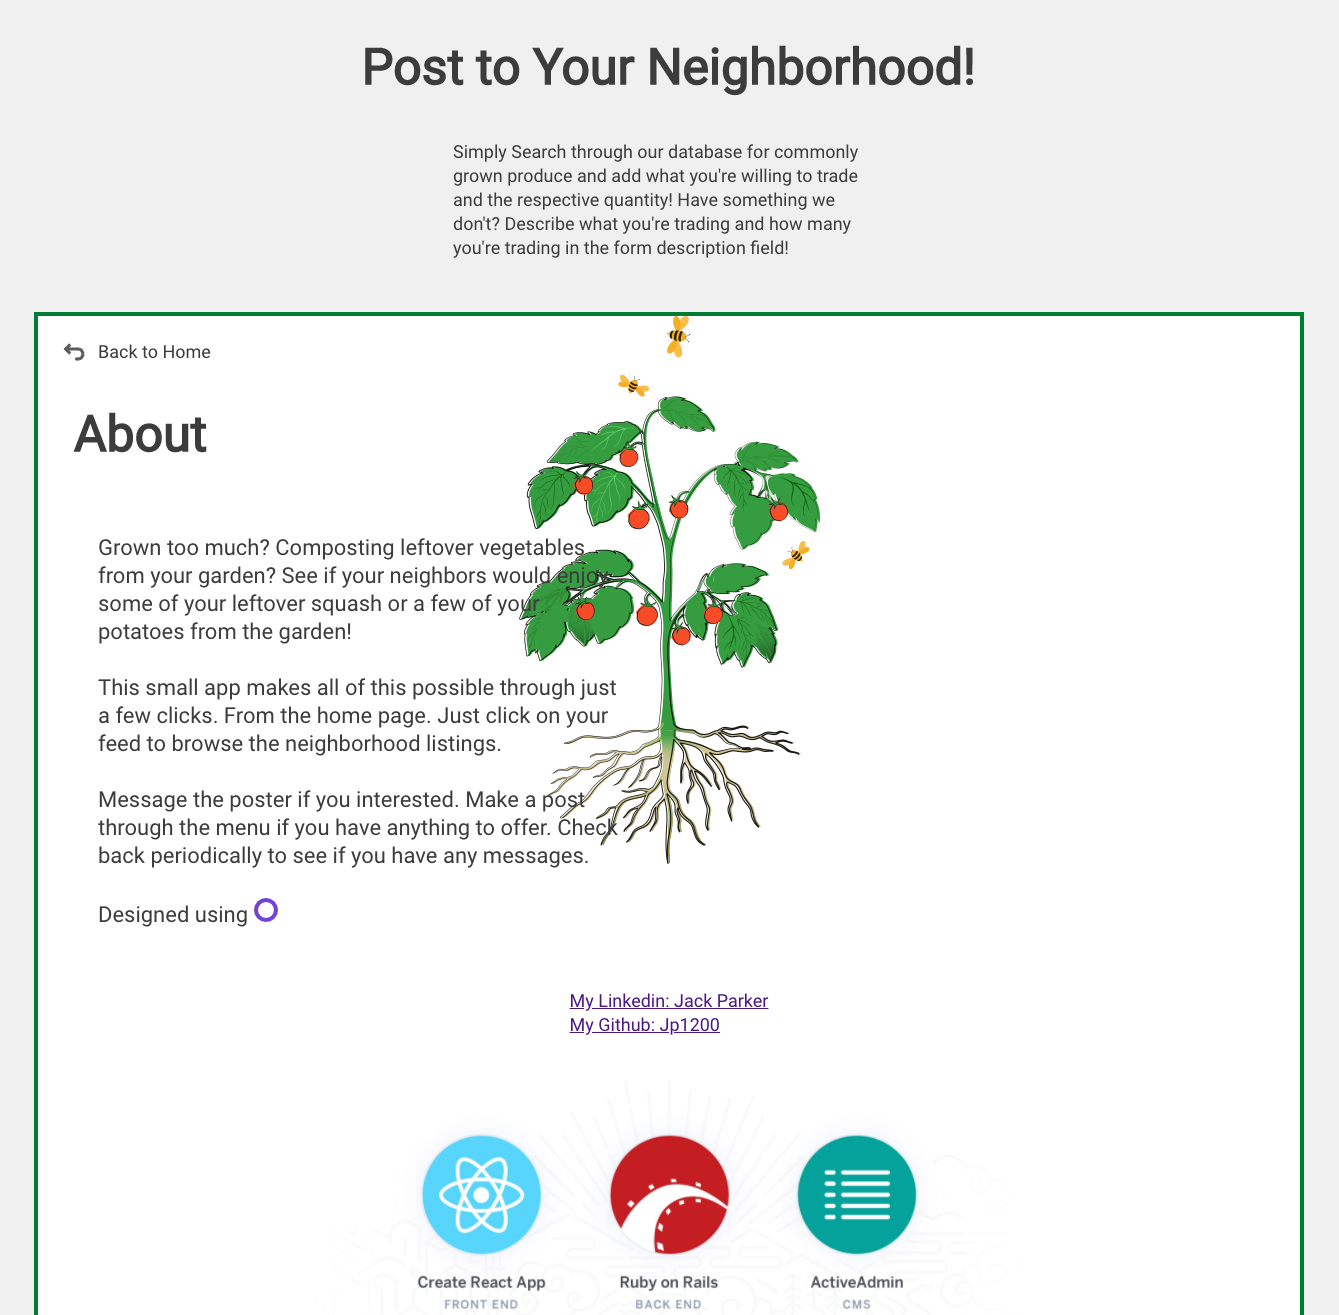 Post to Your Neighborhood!
Simply Search through our database for commonly
grown produce and add what you're willing to trade
and the respective quantity! Have something we
don't? Describe what you're trading and how many
you're trading in the form description field!
Back to Home
About
Grown too much? Composting leftover vegetables
from your garden? See if your neighbors would enjoy
some of your leftover squash or a few of your
potatoes from the garden!
This small app makes all of this possible through just
a few clicks. From the home page. Just click on your
feed to browse the neighborhood listings.
Message the poster if you interested. Make a post
through the menu if you have anything to offer. Check
back periodically to see if you have any messages.
Designed using
My Linkedin: Jack Parker
My Github: Jp1200
Create React App Ruby on Rails ActiveAdmin
FRONT END BACK END CMS